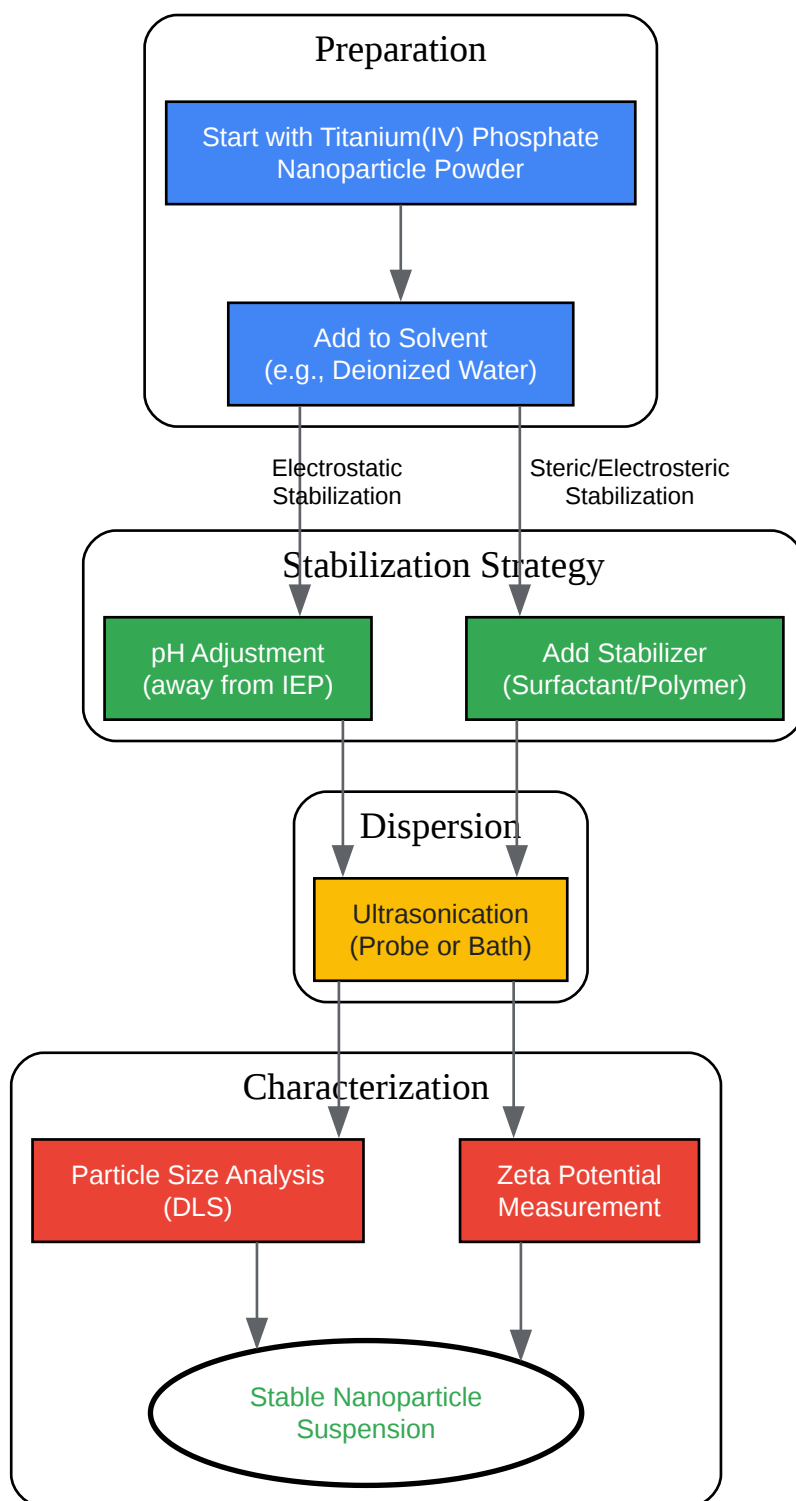 Preparation
Start with Titanium(IV) Phosphate
Nanoparticle Powder
Add to Solvent
(e.g., Deionized Water)
Electrostatic
Stabilization
Steric/Electrosteric
Stabilization
Stabilization Strategy
pH Adjustment
(away from IEP)
Add Stabilizer
(Surfactant/Polymer)
Dispersion
Ultrasonication
(Probe or Bath)
Characterization
Particle Size Analysis
(DLS)
Zeta Potential
Measurement
Stable Nanoparticle
Suspension